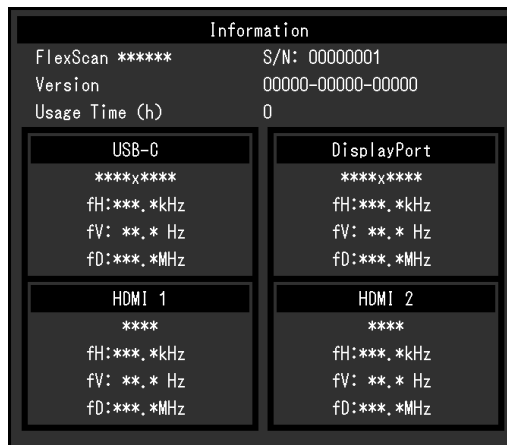 Information
FlexScan ****** S/N: 00000001
Version 00000-00000-00000
Usage Time (h) 0
USB-C
****x****
fH:***.*kHz
fV: **.* Hz
fD:***.*MHz
DisplayPort
****x****
fH:***.*kHz
fV: **.* Hz
fD:***.*MHz
HDMI 1
****
fH:***.*kHz
fV: **.* Hz
fD:***.*MHz
HDMI 2
****
fH:***.*kHz
fV: **.* Hz
fD:***.*MHz